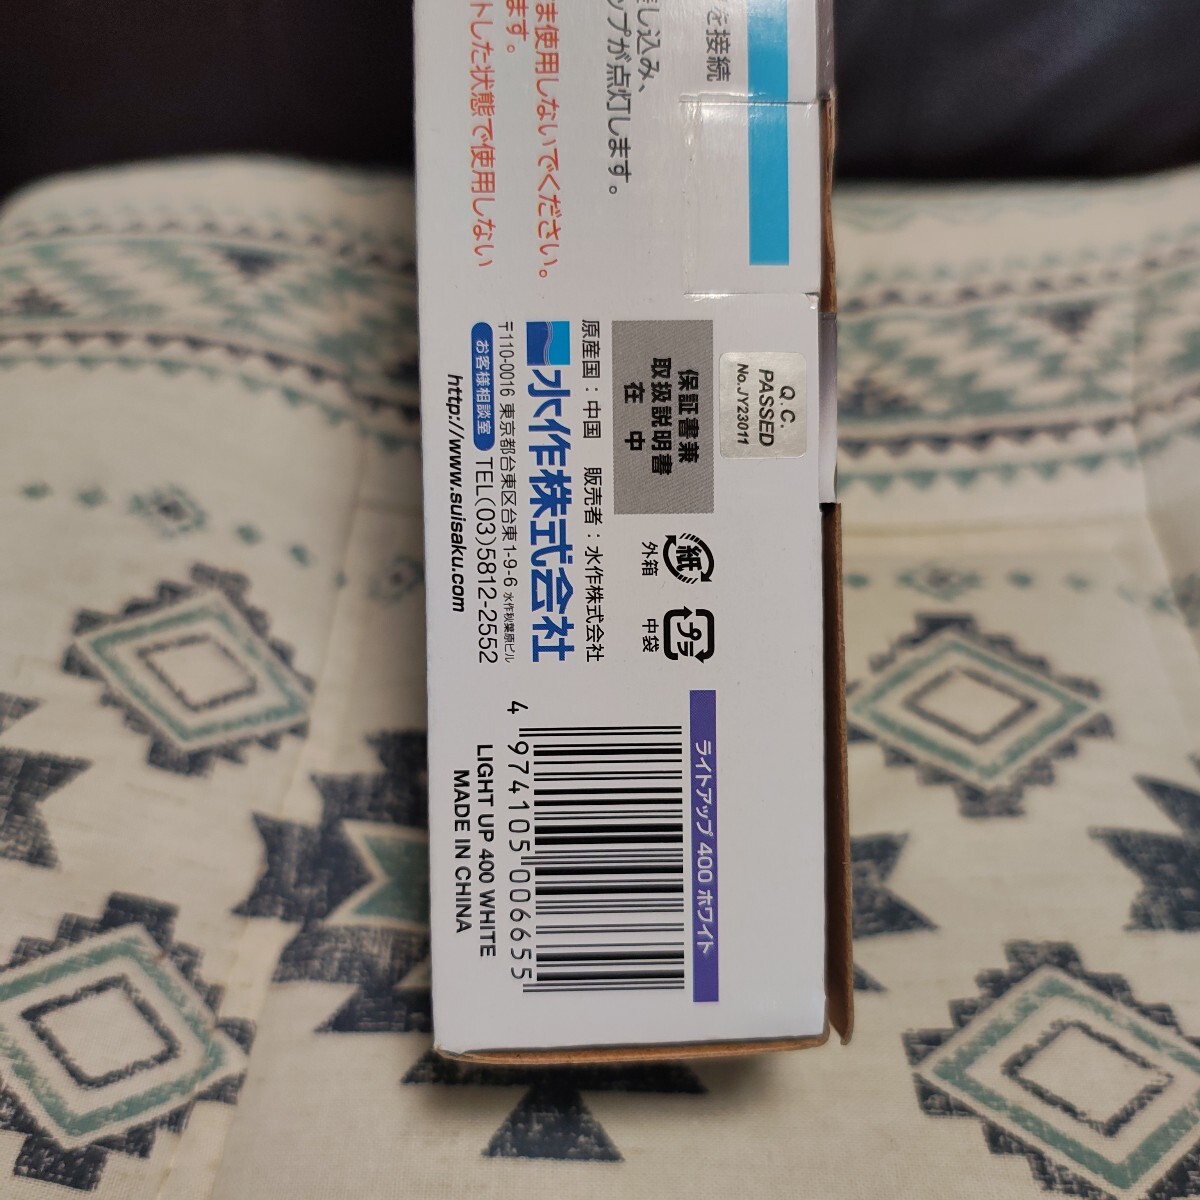 を接続
し込み、
ップが点灯します。
ま使用しないでください。
ます。
トした状態で使用しない
Q.C.
PASSED
No.JY23011
保証書兼
取扱説明書
在中
紙
外箱
プラ
中袋
原産国：中国　販売者：水作株式会社
水作株式会社
〒110-0016 東京都台東区台東 1-9-6 水作秋葉原ビル
お客様相談室 TEL(03)5812-2552
http://www.suisaku.com
ライトアップ 400 ホワイト
4 974105 006655
LIGHT UP 400 WHITE
MADE IN CHINA